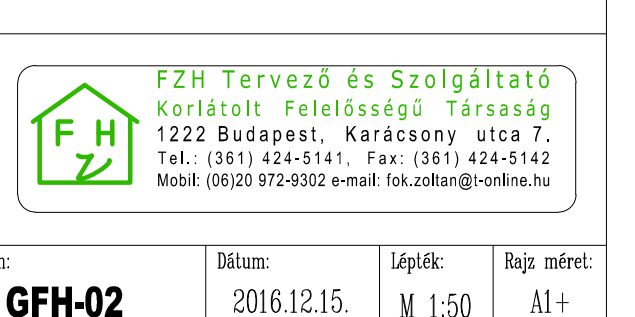 FZH Tervező és Szolgáltató
Korlátolt Felelősségű Társaság
1222 Budapest, Karácsony utca 7.
Tel.: (361) 424-5141, Fax: (361) 424-5142
Mobil: (06)20 972-9302 e-mail: fok.zoltan@t-online.hu
F H
Z
Dátum: Lépték: Rajz méret:
GFH-02 2016.12.15. M 1:50 A1+